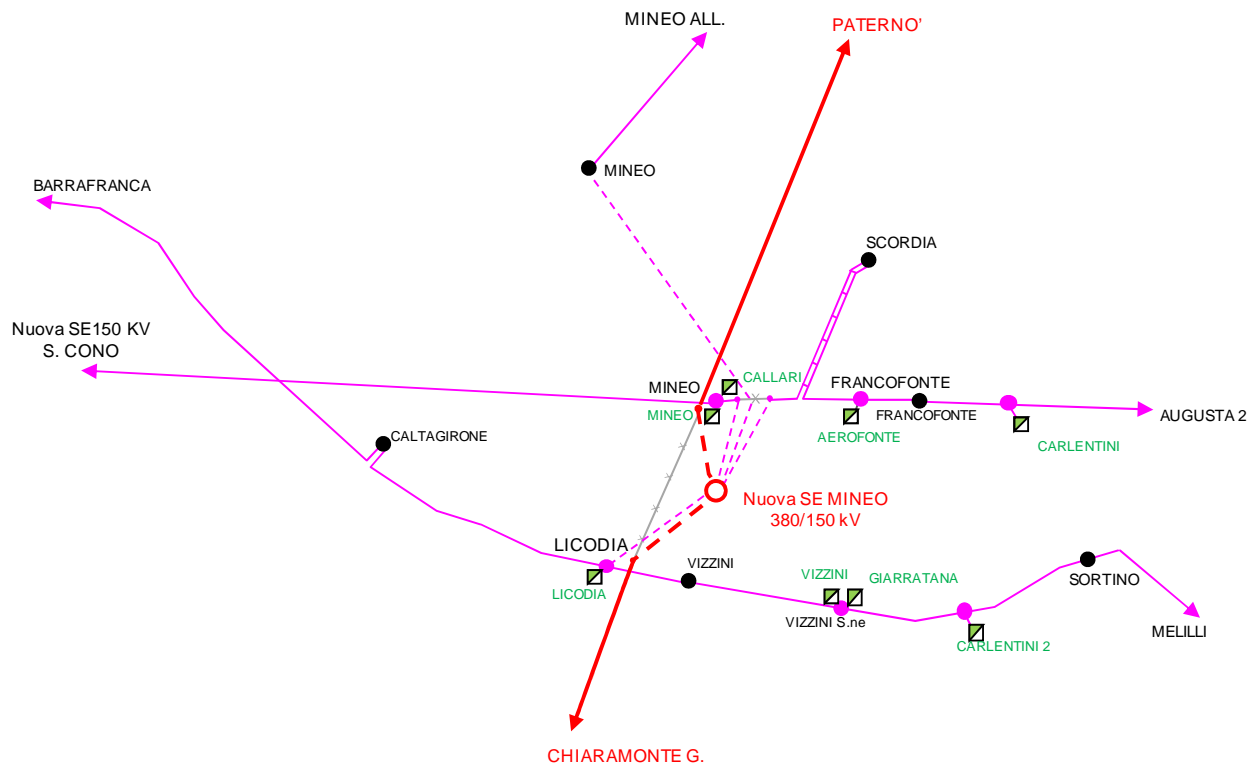 MINEO ALL.
PATERNO'
MINEO
BARRAFRANCA
SCORDIA
Nuova SE150 KV
S. CONO
MINEO
CALLARI
FRANCOFONTE
MINEO
FRANCOFONTE
AUGUSTA 2
AEROFONTE
CARLENTINI
CALTAGIRONE
Nuova SE MINEO
380/150 kV
LICODIA
VIZZINI
LICODIA
VIZZINI
GIARRATANA
SORTINO
VIZZINI S.ne
CARLENTINI 2
MELILLI
CHIARAMONTE G.